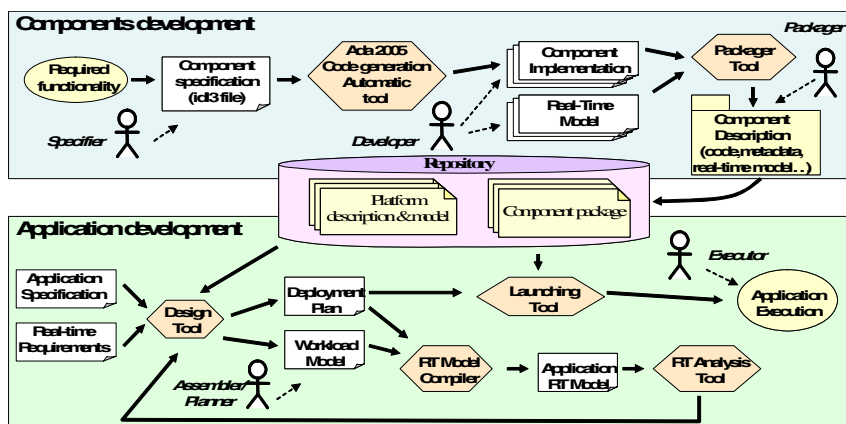 Components development
Packager
Required
functionality
Component
specification
(idl3 file)
Ada 2005
Code generation
Automatic
tool
Component
Implementation
Packager
Tool
Real-Time
Model
Specifier
Developer
Component
Description
(code,metadata,
real-time model...)
Repository
Platform
description & model
Component package
Application development
Executor
Application
Specification
Real-time
Requirements
Design
Tool
Deployment
Plan
Workload
Model
Launching
Tool
Application
Execution
Assembler/
Planner
RT Model
Compiler
Application
RT Model
RT Analysis
Tool